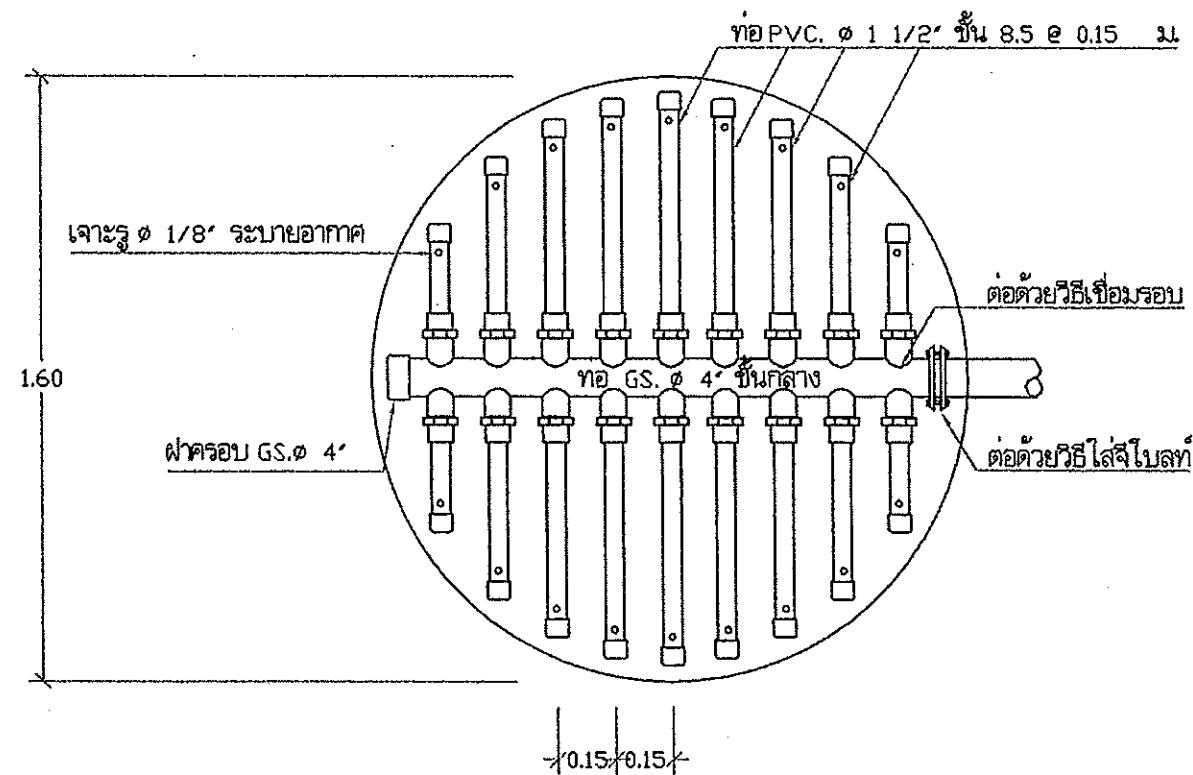 ท่อ PVC. ø 1 1/2" ชั้น 8.5 @ 0.15 ม.
เจาะรู ø 1/8" ระบายอากาศ
ต่อด้วยวิธีเชื่อมรอบ
1.60
ท่อ GS. ø 4" ชั้นกลาง
ฝาครอบ GS.ø 4"
ต่อด้วยวิธีใส่จีโบลท์
0.15 0.15